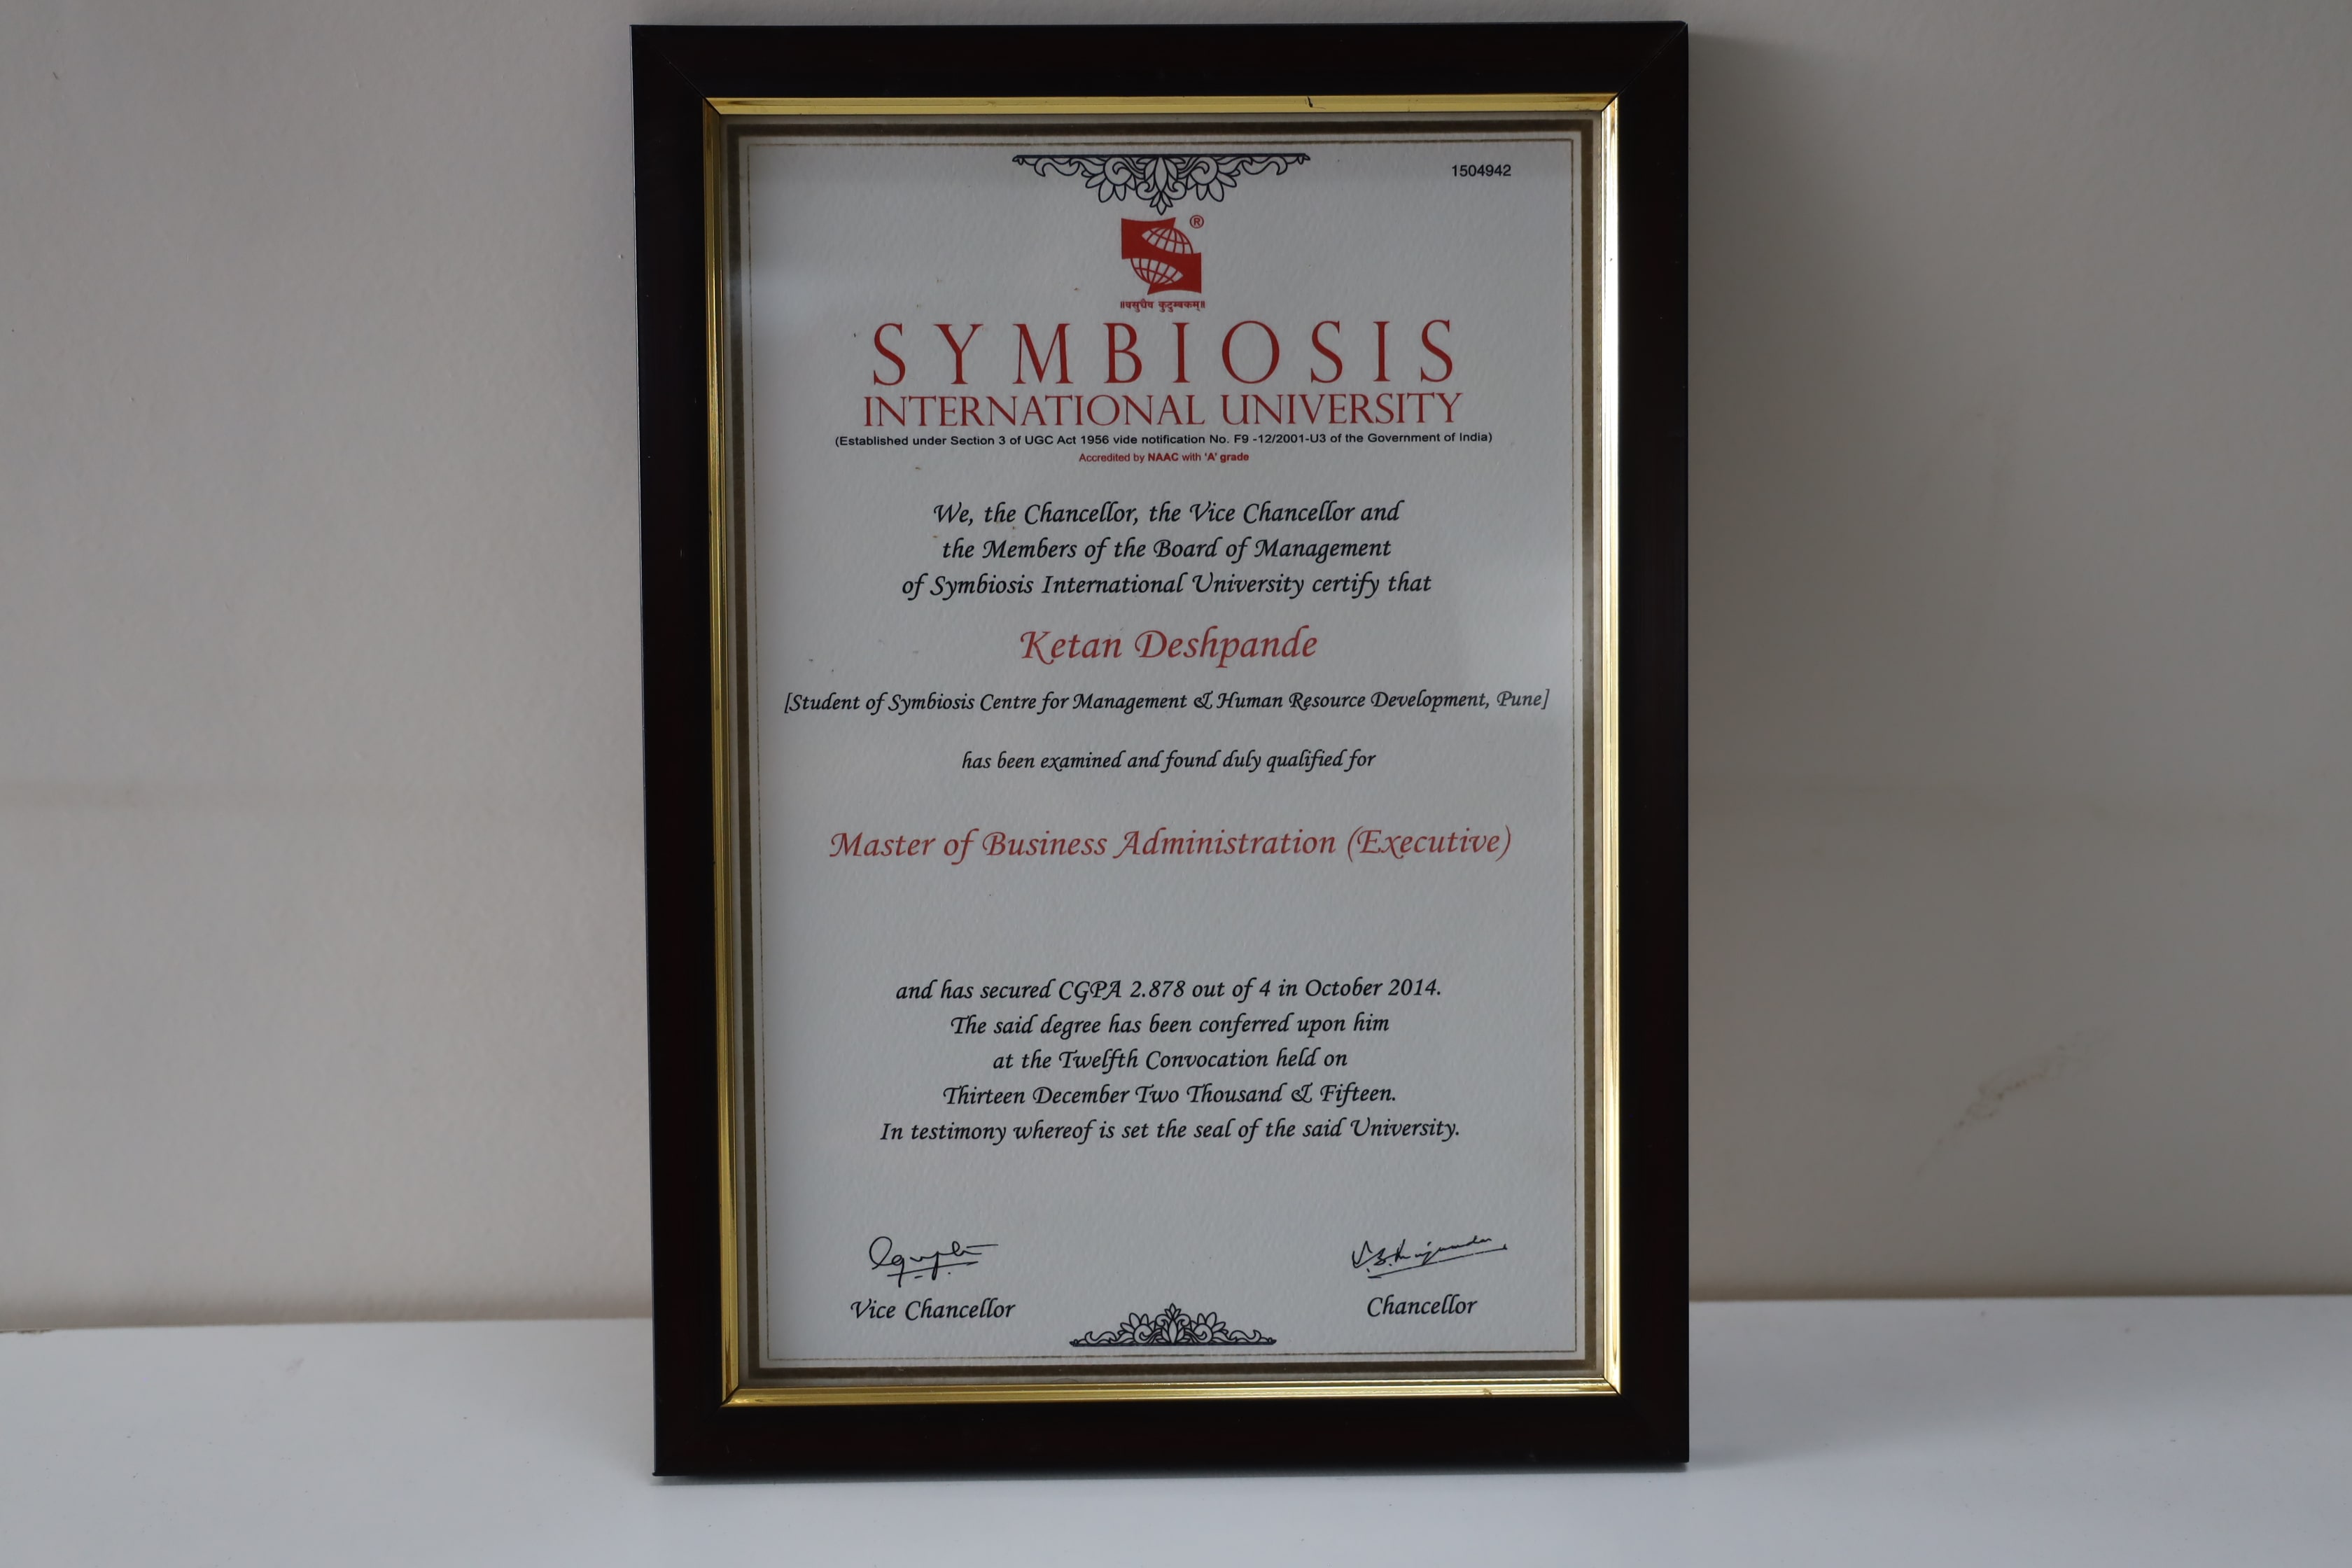 1504942
®
॥वसुधैव कुटुम्बकम्॥
SYMBIOSIS
INTERNATIONAL UNIVERSITY
(Established under Section 3 of UGC Act 1956 vide notification No. F9 -12/2001-U3 of the Government of India)
Accredited by NAAC with 'A' grade
We, the Chancellor, the Vice Chancellor and
the Members of the Board of Management
of Symbiosis International University certify that
Ketan Deshpande
[Student of Symbiosis Centre for Management & Human Resource Development, Pune]
has been examined and found duly qualified for
Master of Business Administration (Executive)
and has secured CGPA 2.878 out of 4 in October 2014.
The said degree has been conferred upon him
at the Twelfth Convocation held on
Thirteen December Two Thousand & Fifteen.
In testimony whereof is set the seal of the said University.
Vice Chancellor
Chancellor